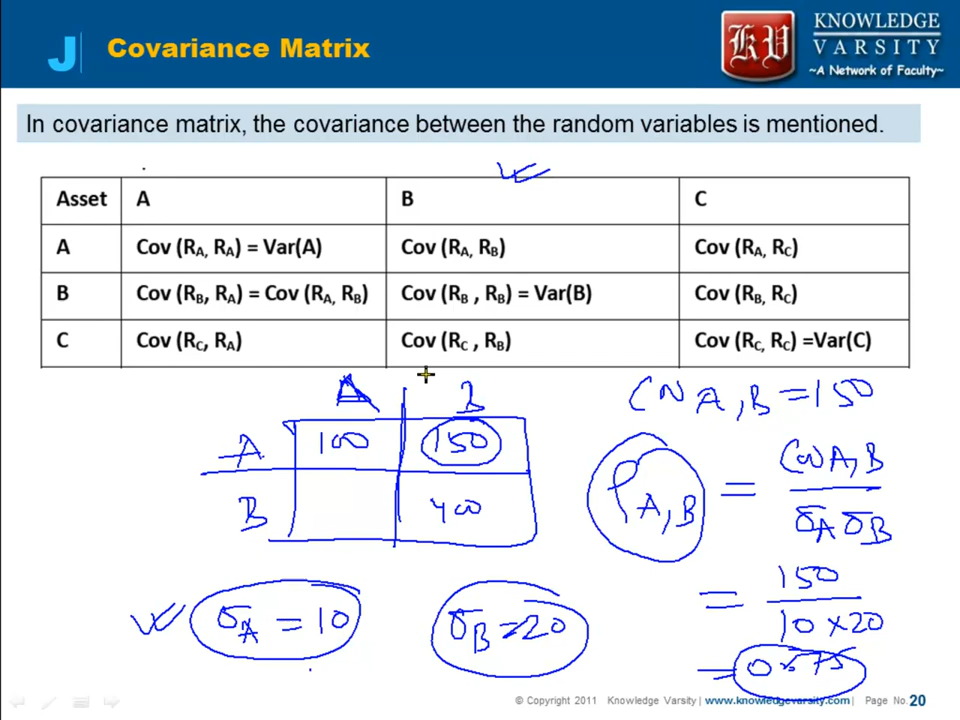 J Covariance Matrix
KV KNOWLEDGE
VARSITY
~A Network of Faculty~
In covariance matrix, the covariance between the random variables is mentioned.
Asset A B C
A Cov (RA, RA) = Var(A) Cov (RA, RB) Cov (RA, RC)
B Cov (RB, RA) = Cov (RA, RB) Cov (RB , RB) = Var(B) Cov (RB, RC)
C Cov (RC, RA) Cov (RC , RB) Cov (RC, RC) =Var(C)
A B
A 100 150
B 400
Cov A,B = 150
ρA,B = Cov A,B / σA σB
= 150 / 10 × 20
= 0.75
σA = 10 σB = 20
© Copyright 2011 Knowledge Varsity | www.knowledgevarsity.com | Page No. 20